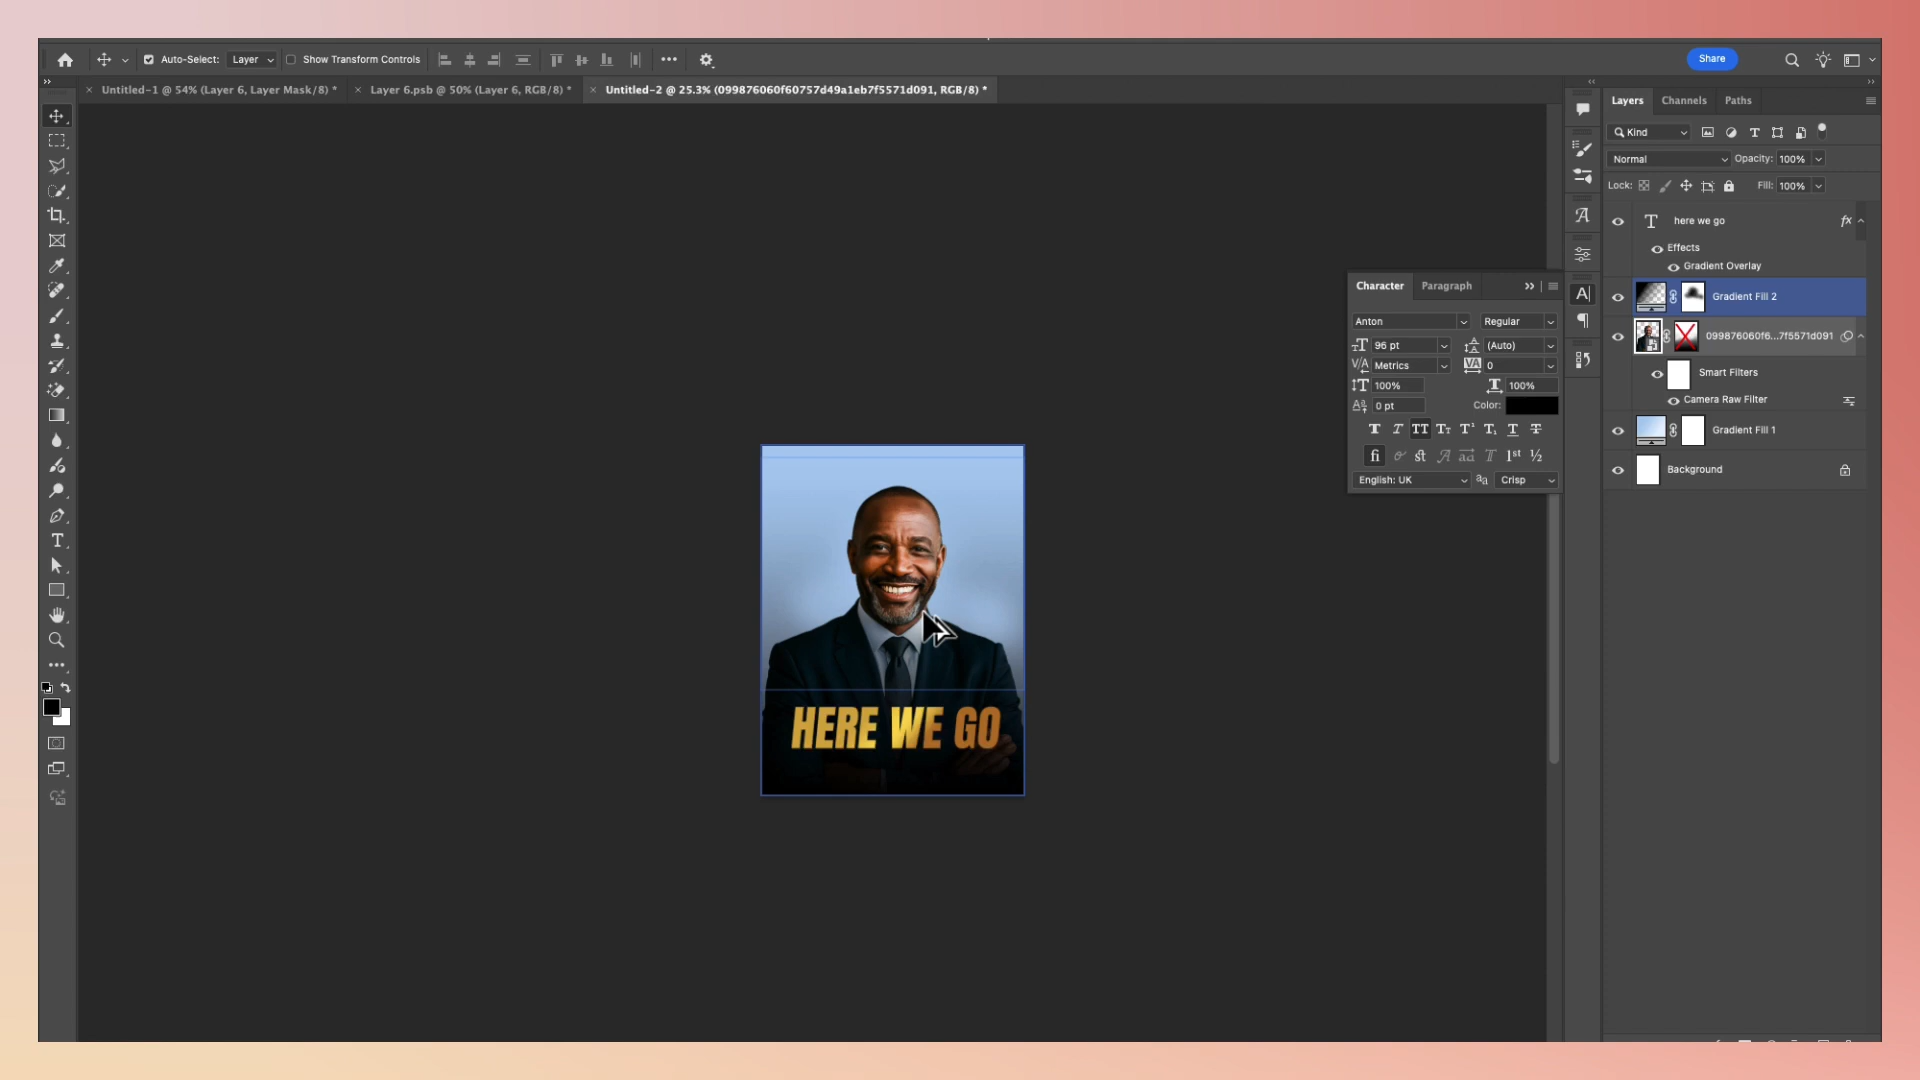 Auto-Select: Layer Show Transform Controls Share
Untitled-1 @ 54% (Layer 6, Layer Mask/8) * Layer 6.psb @ 50% (Layer 6, RGB/8) * Untitled-2 @ 25.3% (099876060f60757d49a1eb7f5571d091, RGB/8) *
Layers Channels Paths
Kind
Normal Opacity: 100%
Lock: Fill: 100%
here we go fx
Effects
Gradient Overlay
Gradient Fill 2
099876060f6...7f5571d091
Smart Filters
Camera Raw Filter
Gradient Fill 1
Background
Character Paragraph
Anton Regular
96 pt (Auto)
Metrics 0
100% 100%
0 pt Color:
English: UK Crisp
HERE WE GO